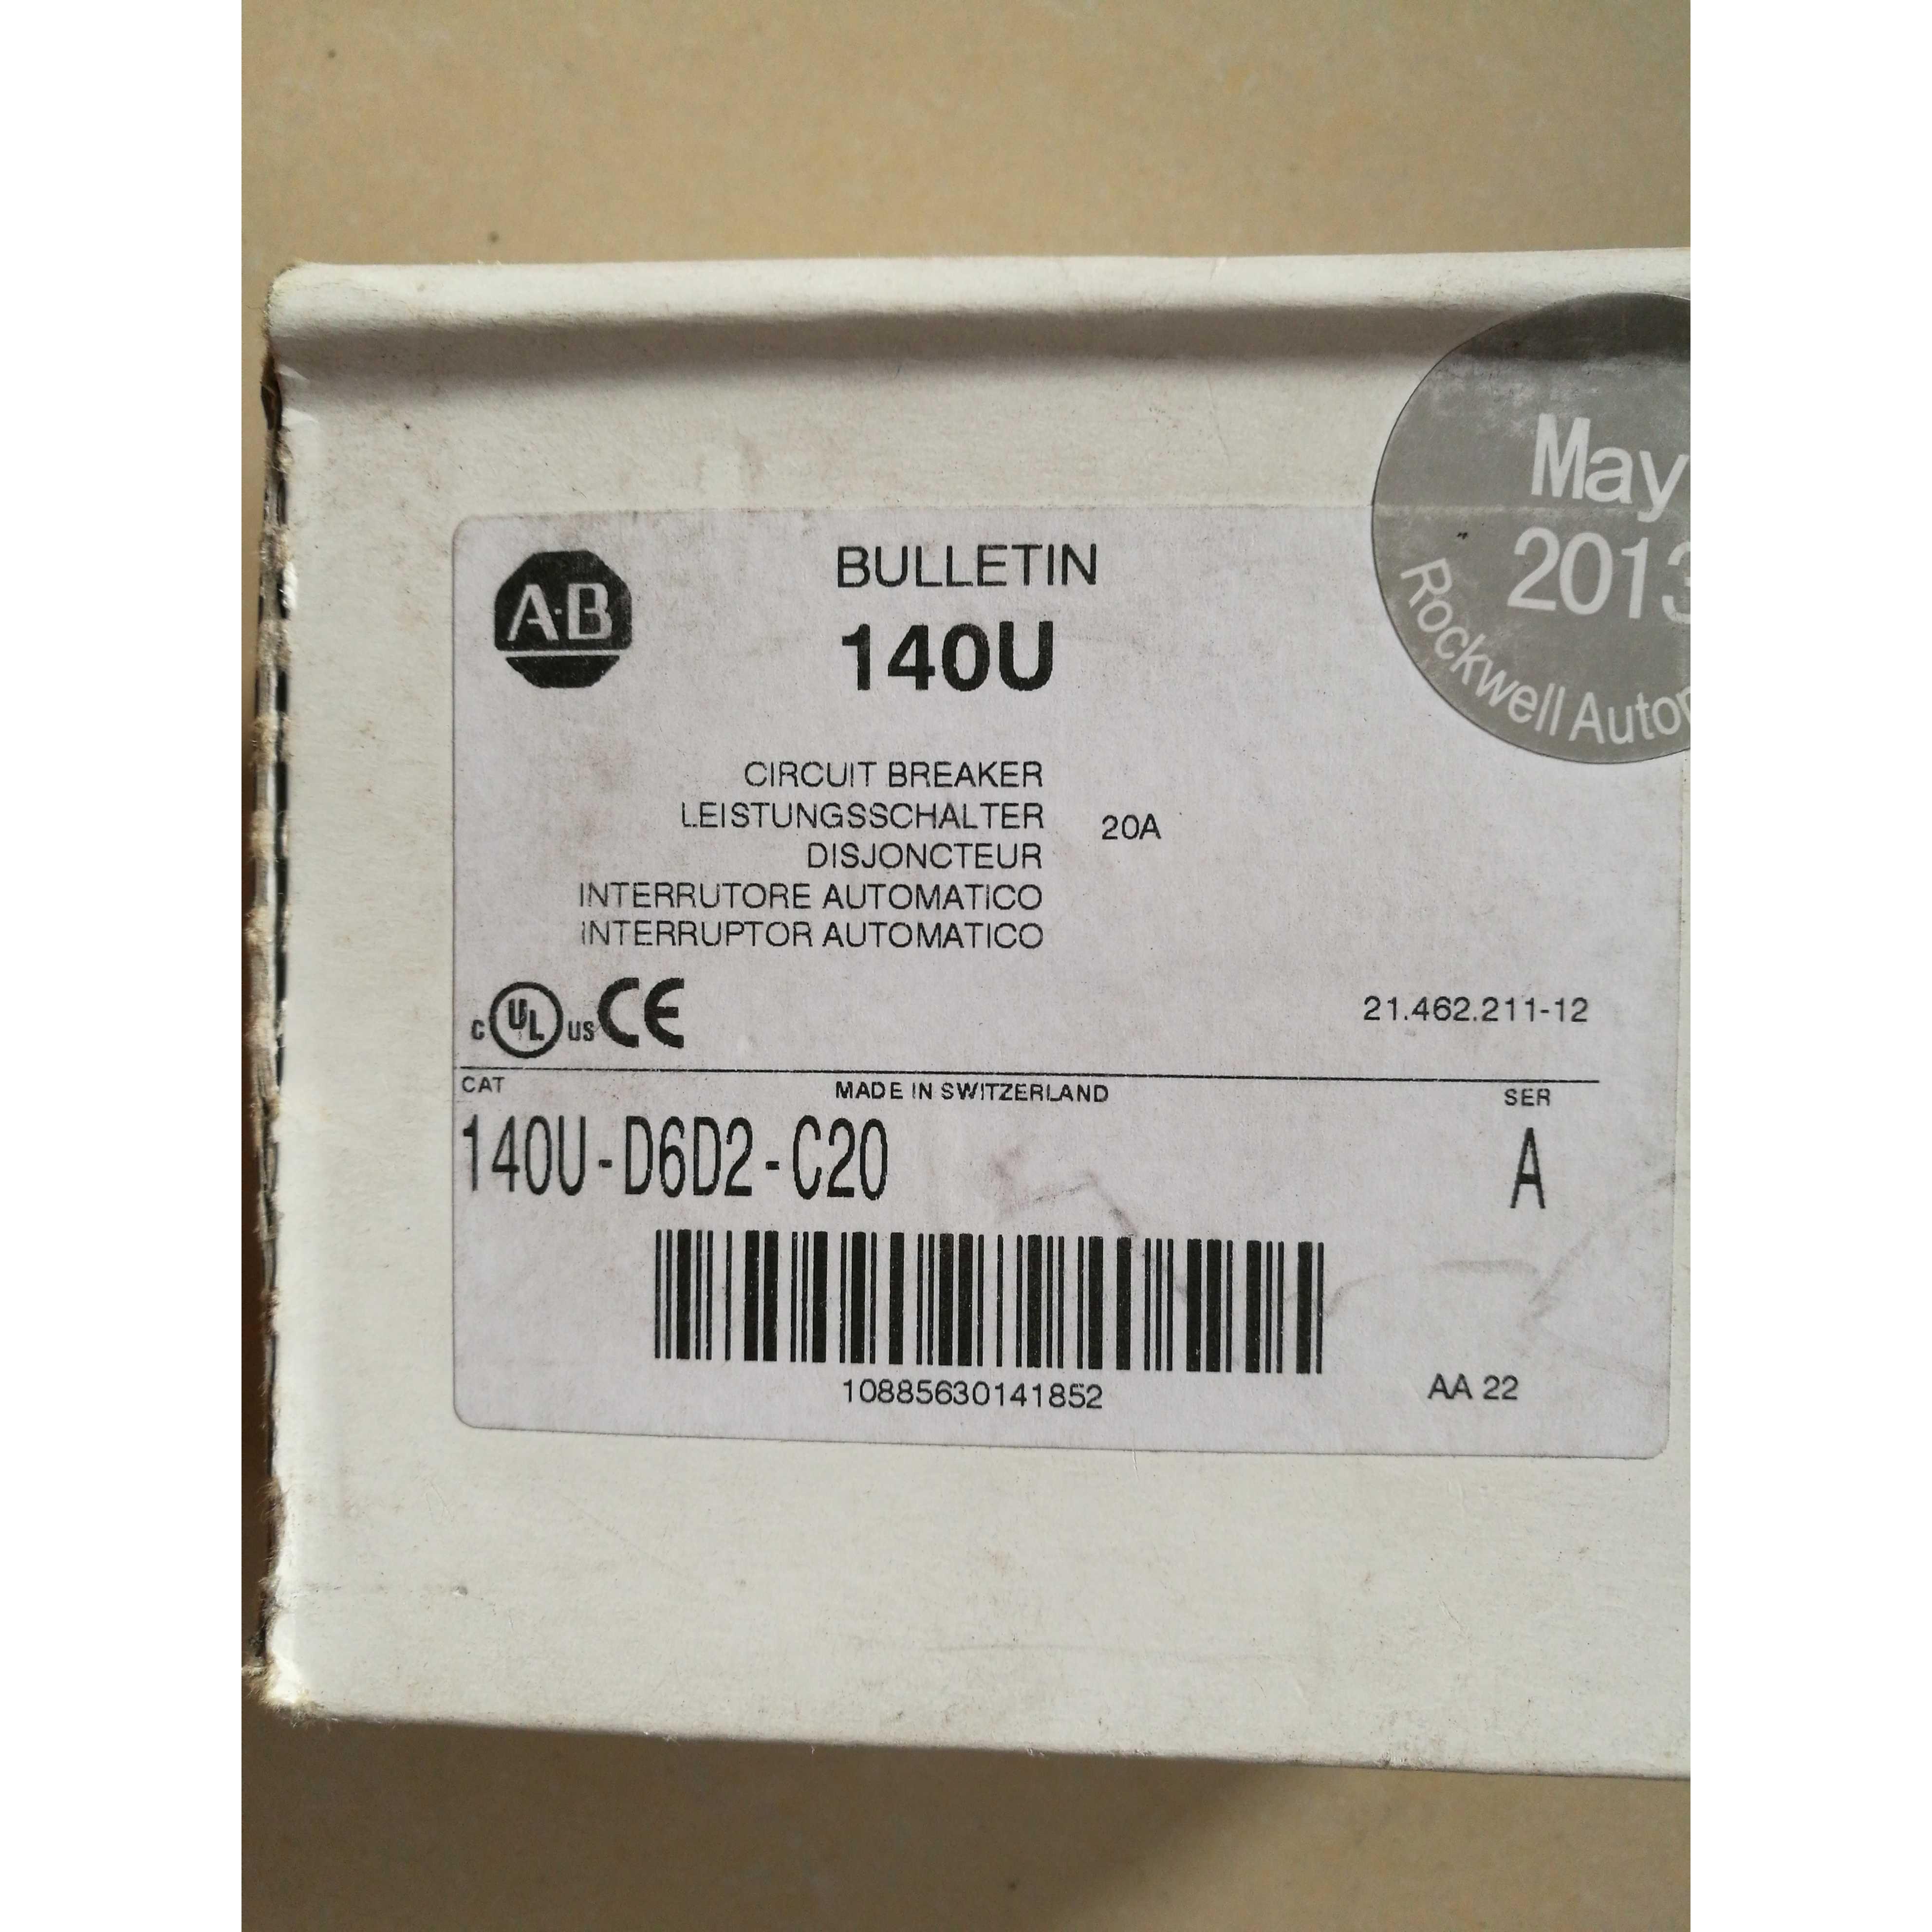 May
2013
Rockwell Autom
A-B
BULLETIN
140U
CIRCUIT BREAKER
LEISTUNGSSCHALTER
20A
DISJONCTEUR
INTERRUTORE AUTOMATICO
INTERRUPTOR AUTOMATICO
c UL us CE
21.462.211-12
CAT
MADE IN SWITZERLAND
SER
140U-D6D2-C20
A
10885630141852
AA 22